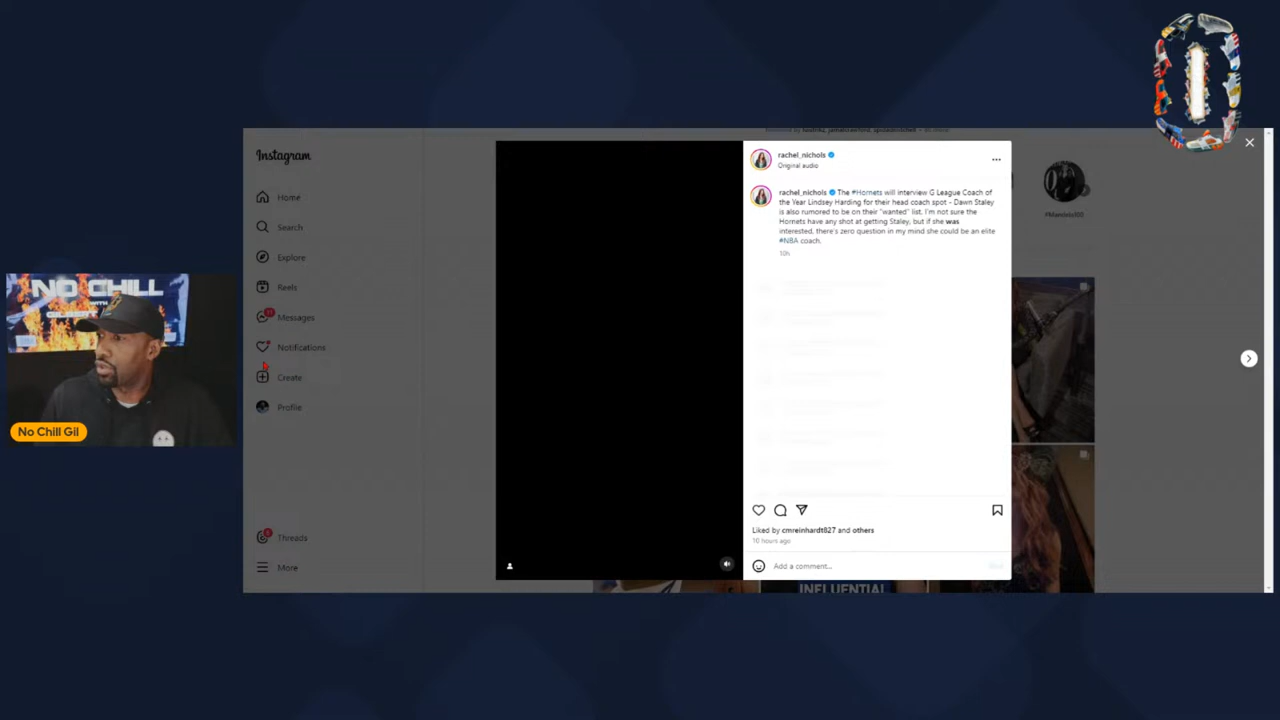 Instagram
Home
Search
Explore
Reels
Messages
Notifications
Create
Profile
Threads
More
NO CHILL
WITH
No Chill Gil
rachel_nichols
Original audio
rachel_nichols The #Hornets will interview G League Coach of
the Year Lindsey Harding for their head coach spot - Dawn Staley
is also rumored to be on their "wanted" list. I'm not sure the
Hornets have any shot at getting Staley, but if she was
interested, there's zero question in my mind she could be an elite
#NBA coach.
10h
Liked by cmreinhardt827 and others
10 hours ago
Add a comment...
INFLUENTIAL